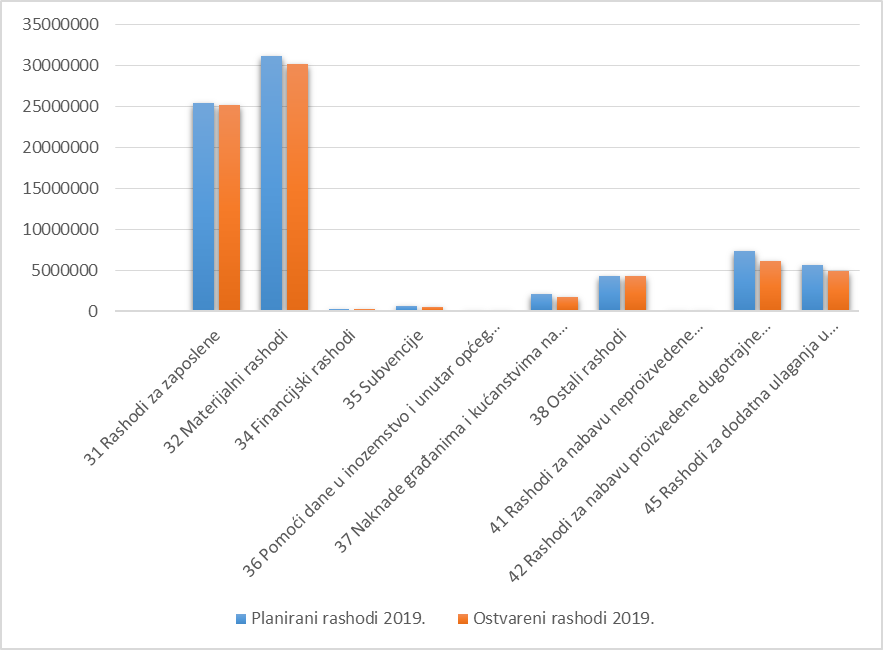 35000000
30000000
25000000
20000000
15000000
10000000
5000000
0
31 Rashodi za zaposlene
32 Materijalni rashodi
34 Financijski rashodi
35 Subvencije
36 Pomoći dane u inozemstvo i unutar općeg...
37 Naknade građanima i kućanstvima na...
38 Ostali rashodi
41 Rashodi za nabavu neproizvedene...
42 Rashodi za nabavu proizvedene dugotrajne...
45 Rashodi za dodatna ulaganja u...
Planirani rashodi 2019.
Ostvareni rashodi 2019.